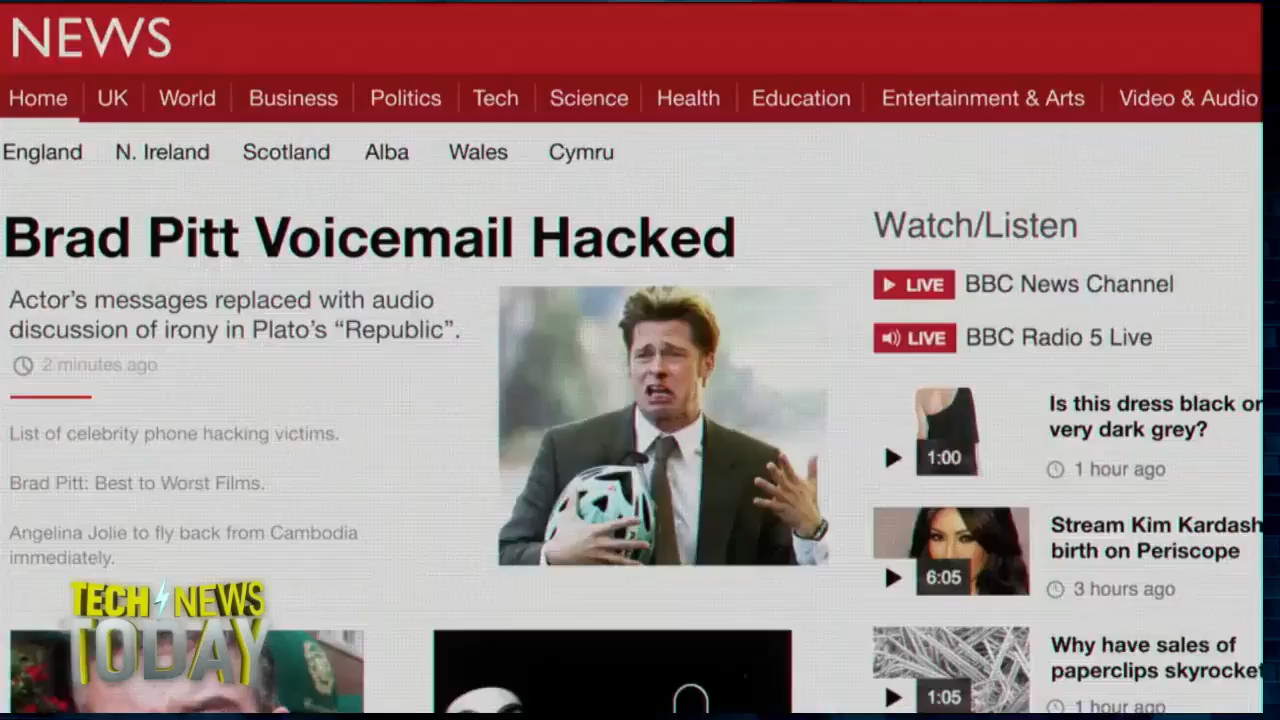 NEWS
Home UK World Business Politics Tech Science Health Education Entertainment & Arts Video & Audio
England N. Ireland Scotland Alba Wales Cymru
Brad Pitt Voicemail Hacked
Actor's messages replaced with audio
discussion of irony in Plato's “Republic”.
2 minutes ago
List of celebrity phone hacking victims.
Brad Pitt: Best to Worst Films.
Angelina Jolie to fly back from Cambodia
immediately.
Watch/Listen
LIVE BBC News Channel
LIVE BBC Radio 5 Live
Is this dress black or
very dark grey?
1:00
1 hour ago
Stream Kim Kardash
birth on Periscope
6:05
3 hours ago
Why have sales of
paperclips skyrocket
1:05
1 hour ago
TECH NEWS
TODAY